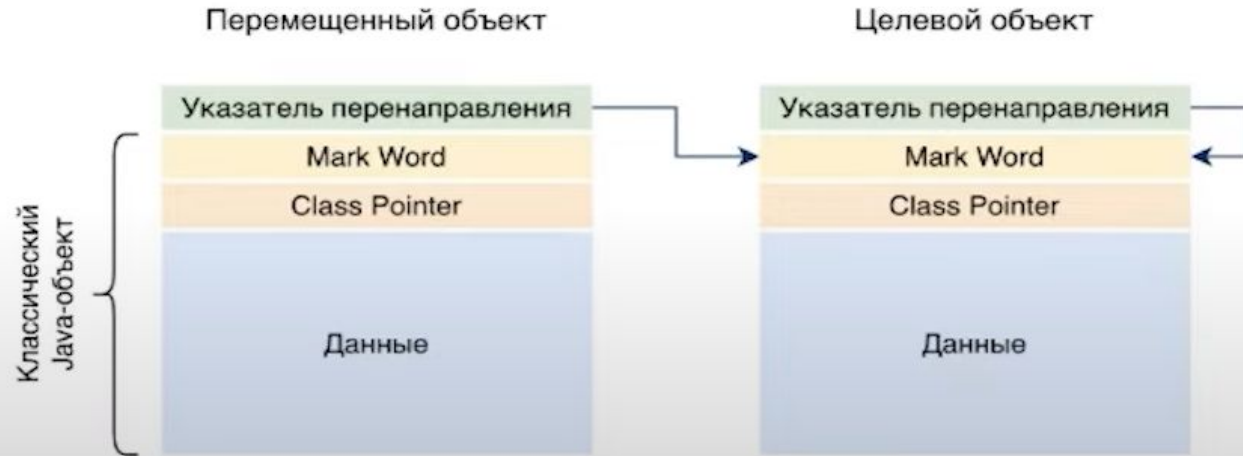 Перемещенный объект
Целевой объект
Указатель перенаправления
Указатель перенаправления
Mark Word
Mark Word
Class Pointer
Class Pointer
Классический
Java-объект
Данные
Данные